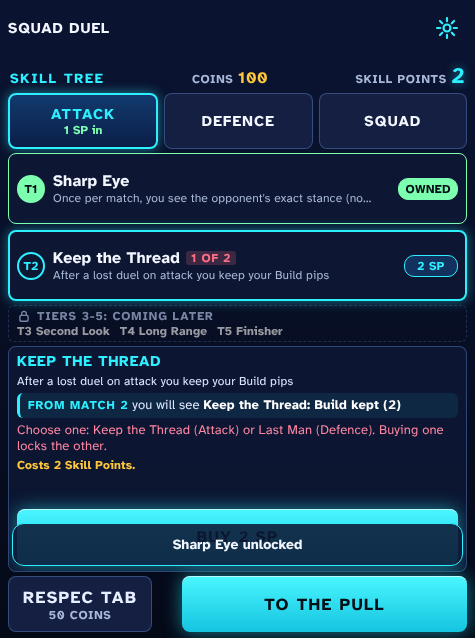 SQUAD DUEL
SKILL TREE COINS 100 SKILL POINTS 2
ATTACK
1 SP in
DEFENCE
SQUAD
T1 Sharp Eye
Once per match, you see the opponent's exact stance (no...
OWNED
T2 Keep the Thread 1 OF 2
After a lost duel on attack you keep your Build pips
2 SP
TIERS 3-5: COMING LATER
T3 Second Look T4 Long Range T5 Finisher
KEEP THE THREAD
After a lost duel on attack you keep your Build pips
FROM MATCH 2 you will see Keep the Thread: Build kept (2)
Choose one: Keep the Thread (Attack) or Last Man (Defence). Buying one
locks the other.
Costs 2 Skill Points.
BUY 2 SP
Sharp Eye unlocked
RESPEC TAB
50 COINS
TO THE PULL